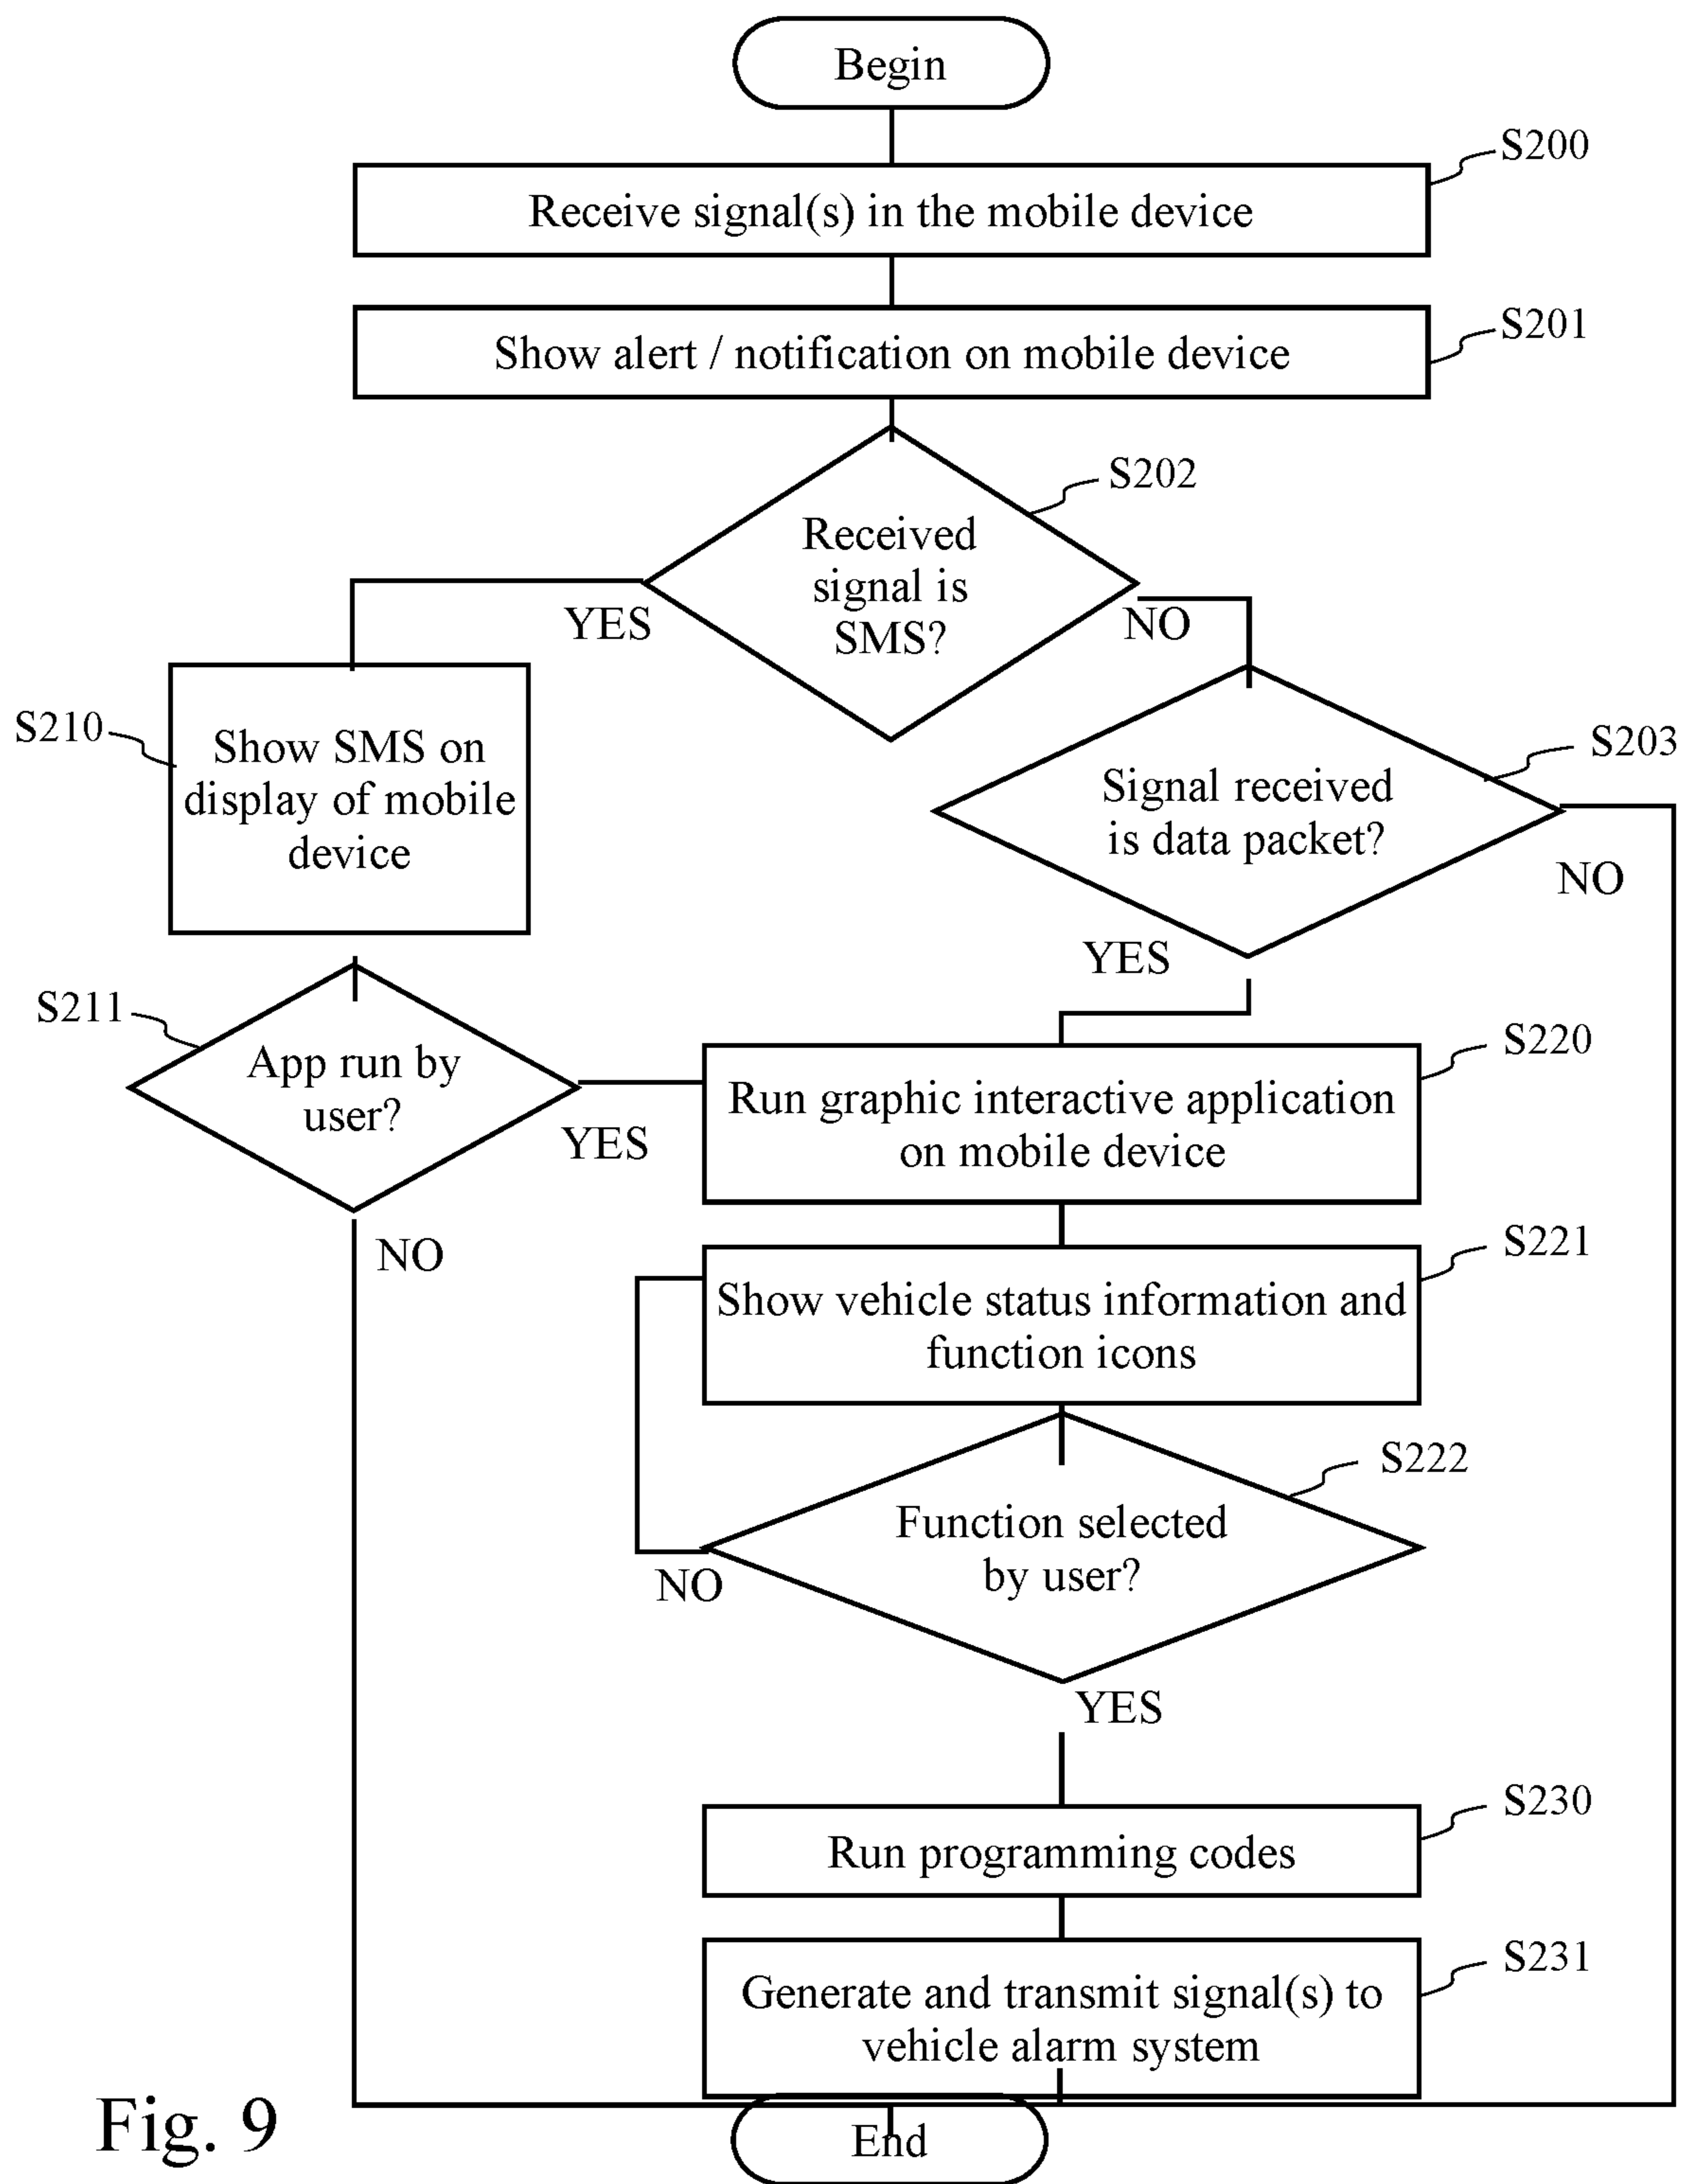 Begin
S200
Receive signal(s) in the mobile device
S201
Show alert / notification on mobile device
S202
Received
signal is
SMS?
YES
NO
S210
Show SMS on
display of mobile
device
S203
Signal received
is data packet?
NO
YES
S211
App run by
user?
YES
NO
S220
Run graphic interactive application
on mobile device
S221
Show vehicle status information and
function icons
S222
Function selected
by user?
NO
YES
S230
Run programming codes
S231
Generate and transmit signal(s) to
vehicle alarm system
End
Fig. 9